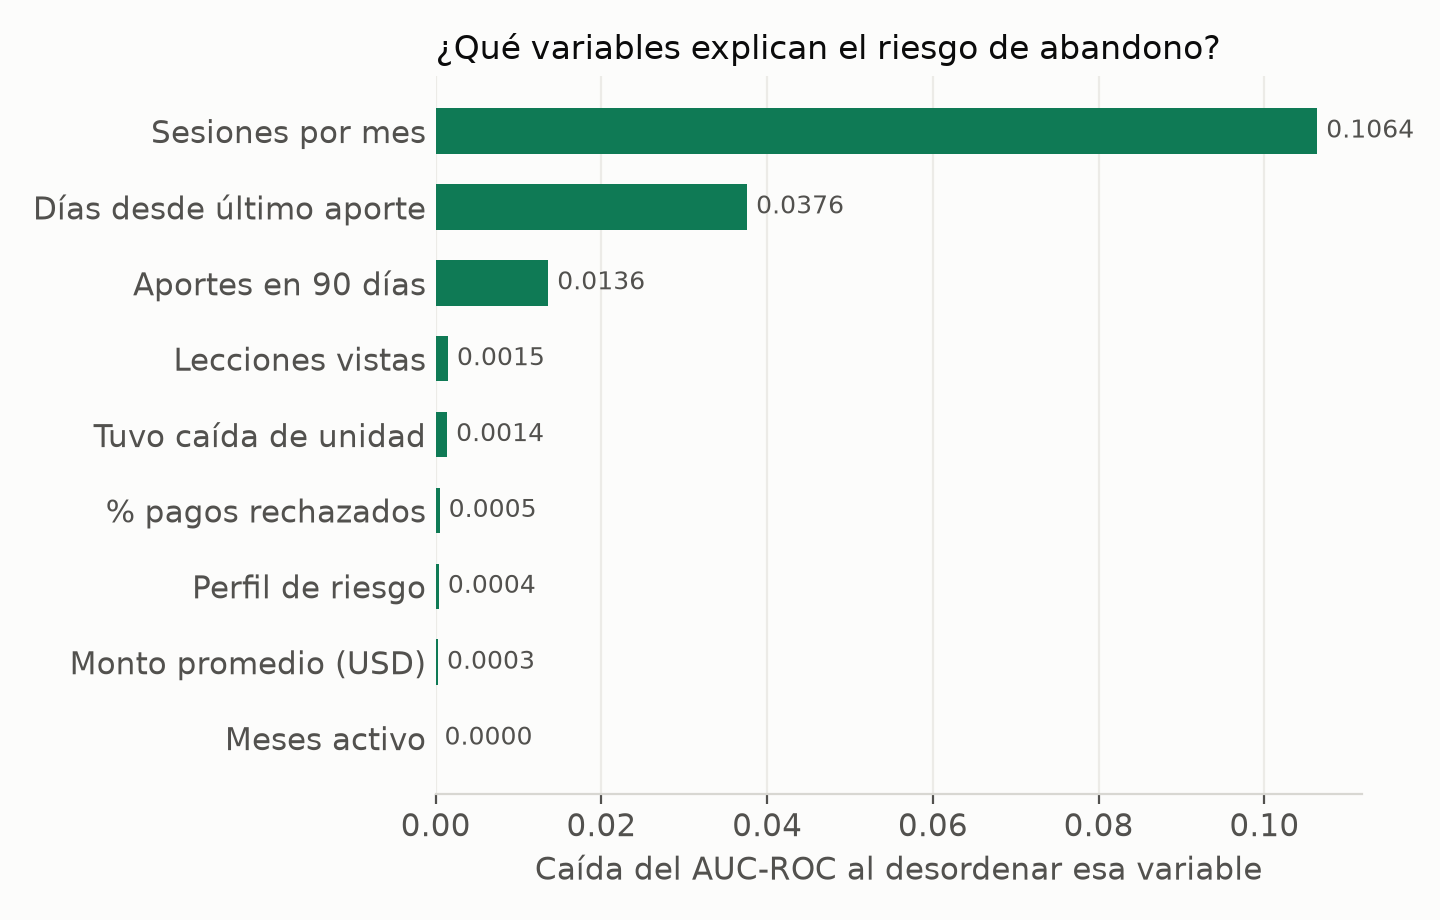 ¿Qué variables explican el riesgo de abandono?
Sesiones por mes 0.1064
Días desde último aporte 0.0376
Aportes en 90 días 0.0136
Lecciones vistas 0.0015
Tuvo caída de unidad 0.0014
% pagos rechazados 0.0005
Perfil de riesgo 0.0004
Monto promedio (USD) 0.0003
Meses activo 0.0000
0.00 0.02 0.04 0.06 0.08 0.10
Caída del AUC-ROC al desordenar esa variable